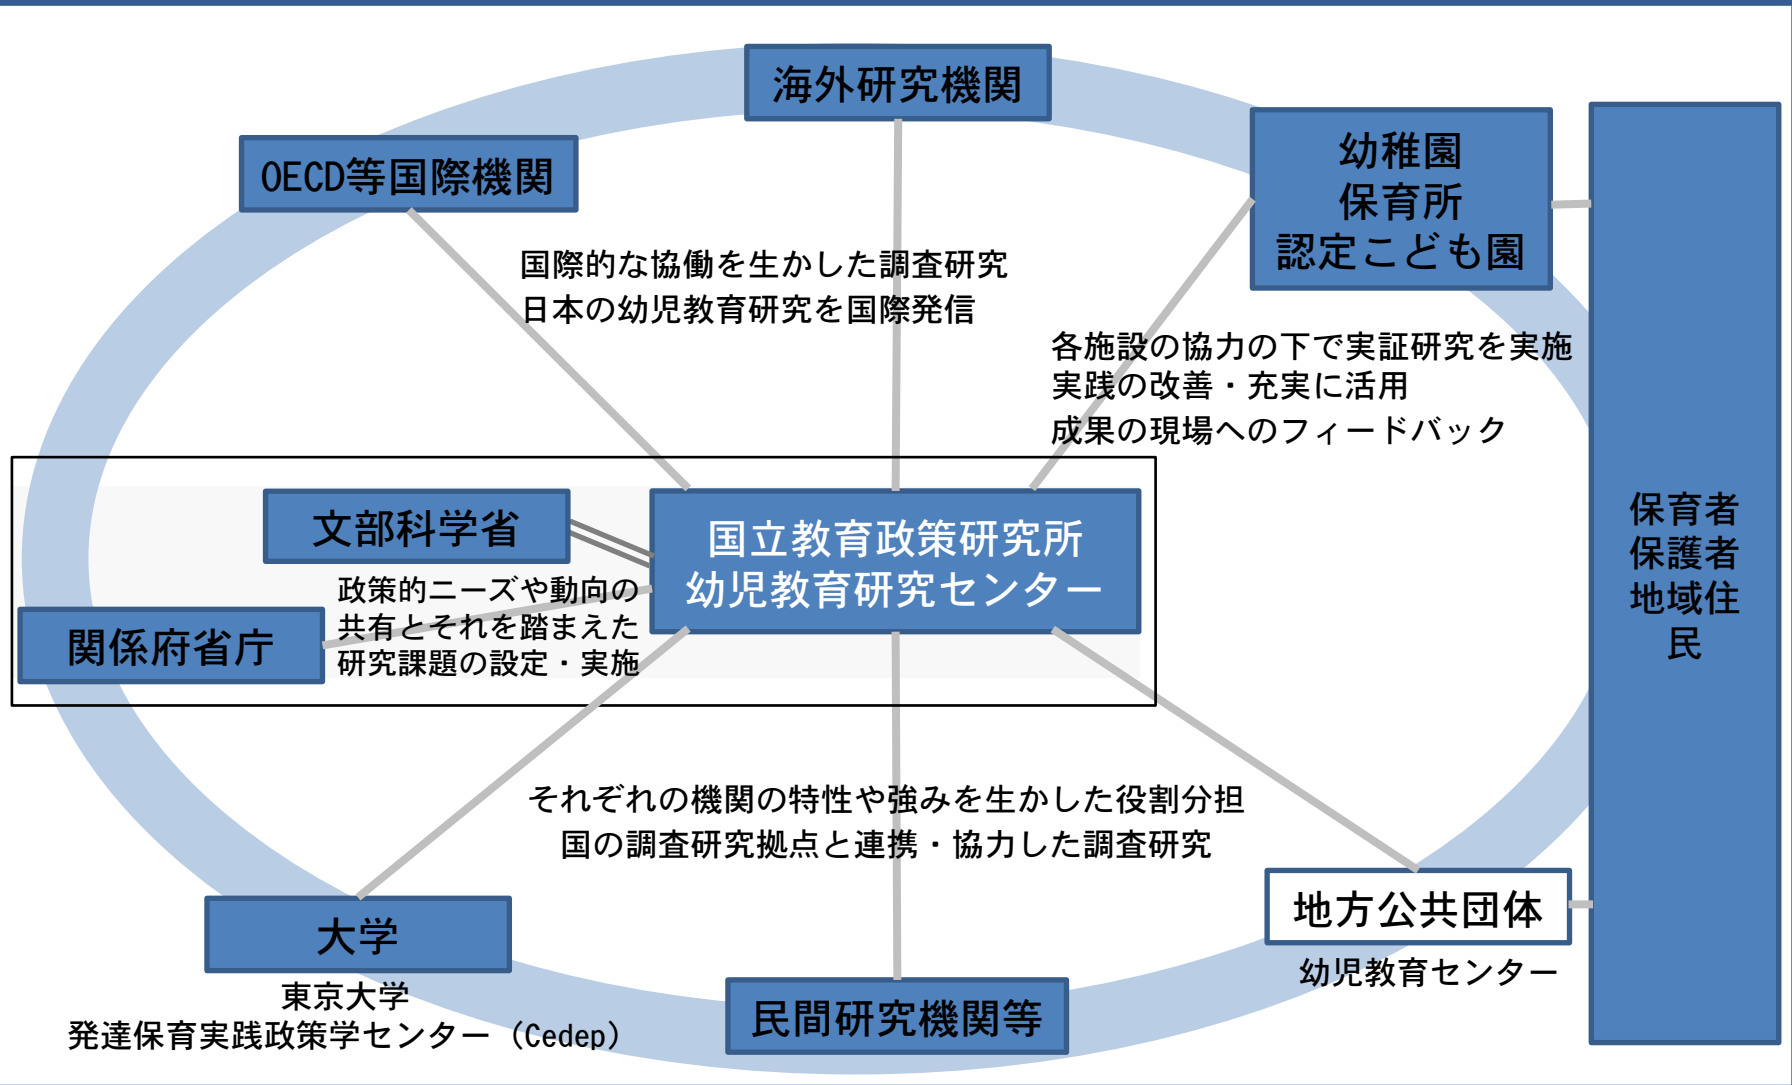 海外研究機関
OECD等国際機関
幼稚園
保育所
認定こども園
国際的な協働を生かした調査研究
日本の幼児教育研究を国際発信
各施設の協力の下で実証研究を実施
実践の改善・充実に活用
成果の現場へのフィードバック
文部科学省
国立教育政策研究所
幼児教育研究センター
政策的ニーズや動向の
共有とそれを踏まえた
研究課題の設定・実施
関係府省庁
保育者
保護者
地域住
民
それぞれの機関の特性や強みを生かした役割分担
国の調査研究拠点と連携・協力した調査研究
大学
東京大学
発達保育実践政策学センター（Cedep）
民間研究機関等
地方公共団体
幼児教育センター